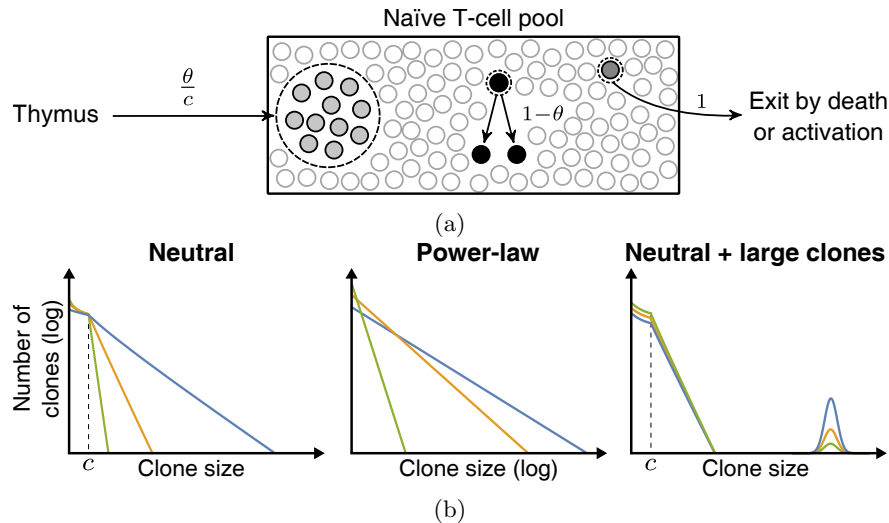 Naïve T-cell pool
Thymus
θ/c
1−θ
1
Exit by death
or activation
(a)
Neutral
Power-law
Neutral + large clones
Number of
clones (log)
c
Clone size
Clone size (log)
c
Clone size
(b)